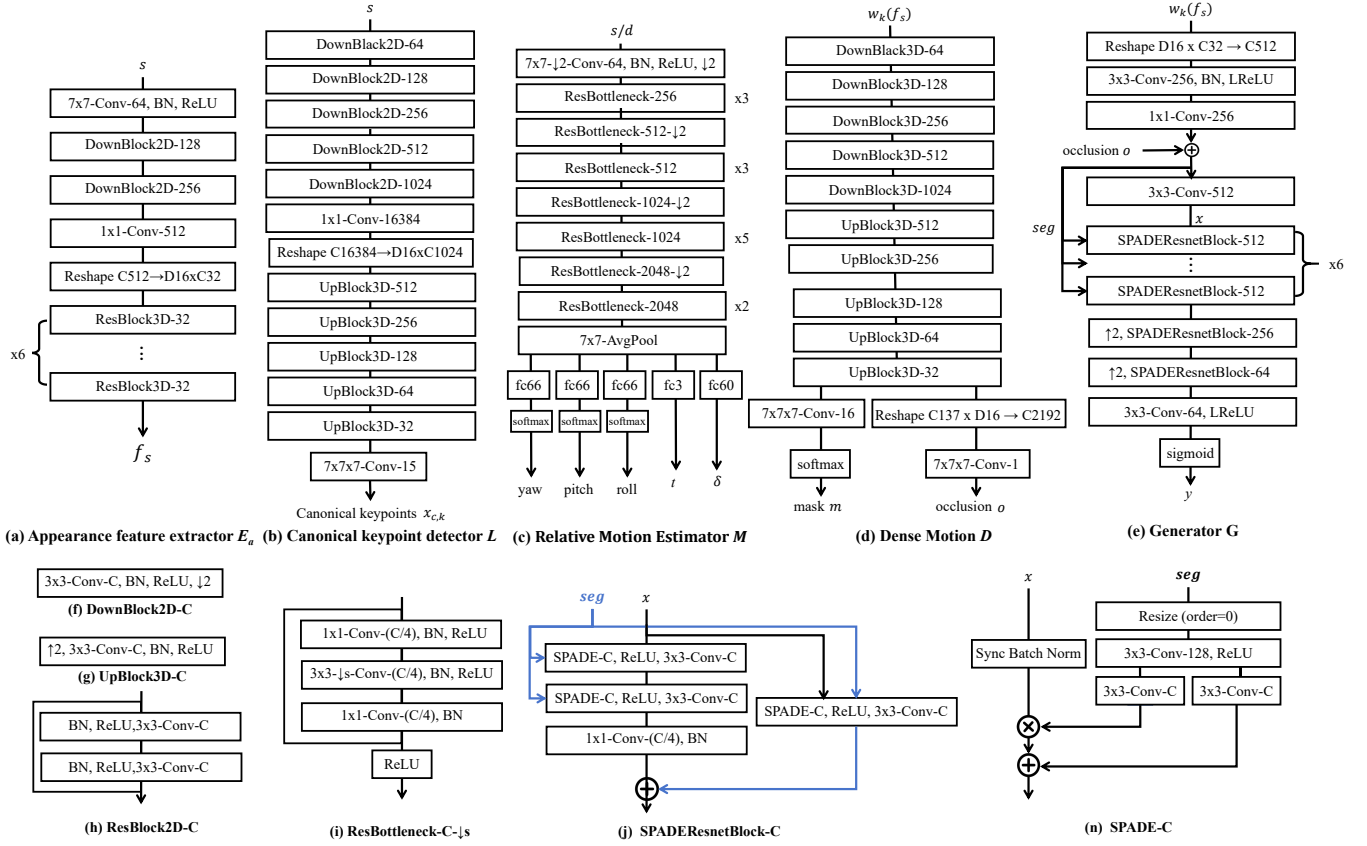 s
7x7-Conv-64, BN, ReLU
DownBlock2D-128
DownBlock2D-256
1x1-Conv-512
Reshape C512→D16xC32
ResBlock3D-32
x6
⋮
ResBlock3D-32
f_s
(a) Appearance feature extractor E_a
s
DownBlack2D-64
DownBlock2D-128
DownBlock2D-256
DownBlock2D-512
DownBlock2D-1024
1x1-Conv-16384
Reshape C16384→D16xC1024
UpBlock3D-512
UpBlock3D-256
UpBlock3D-128
UpBlock3D-64
UpBlock3D-32
7x7x7-Conv-15
Canonical keypoints x_{c,k}
(b) Canonical keypoint detector L
s/d
7x7-↓2-Conv-64, BN, ReLU, ↓2
ResBottleneck-256 x3
ResBottleneck-512-↓2
ResBottleneck-512 x3
ResBottleneck-1024-↓2
ResBottleneck-1024 x5
ResBottleneck-2048-↓2
ResBottleneck-2048 x2
7x7-AvgPool
fc66 fc66 fc66 fc3 fc60
softmax softmax softmax
yaw pitch roll t δ
(c) Relative Motion Estimator M
w_k(f_s)
DownBlack3D-64
DownBlock3D-128
DownBlock3D-256
DownBlock3D-512
DownBlock3D-1024
UpBlock3D-512
UpBlock3D-256
UpBlock3D-128
UpBlock3D-64
UpBlock3D-32
7x7x7-Conv-16 Reshape C137 x D16 → C2192
softmax 7x7x7-Conv-1
mask m occlusion o
(d) Dense Motion D
w_k(f_s)
Reshape D16 x C32 → C512
3x3-Conv-256, BN, LReLU
1x1-Conv-256
occlusion o +
3x3-Conv-512
x
seg
SPADEResnetBlock-512
⋮ x6
SPADEResnetBlock-512
↑2, SPADEResnetBlock-256
↑2, SPADEResnetBlock-64
3x3-Conv-64, LReLU
sigmoid
y
(e) Generator G
3x3-Conv-C, BN, ReLU, ↓2
(f) DownBlock2D-C
↑2, 3x3-Conv-C, BN, ReLU
(g) UpBlock3D-C
BN, ReLU,3x3-Conv-C
BN, ReLU,3x3-Conv-C
(h) ResBlock2D-C
1x1-Conv-(C/4), BN, ReLU
3x3-↓s-Conv-(C/4), BN, ReLU
1x1-Conv-(C/4), BN
ReLU
(i) ResBottleneck-C-↓s
seg x
SPADE-C, ReLU, 3x3-Conv-C
SPADE-C, ReLU, 3x3-Conv-C
SPADE-C, ReLU, 3x3-Conv-C
1x1-Conv-(C/4), BN
+
(j) SPADEResnetBlock-C
x seg
Resize (order=0)
Sync Batch Norm 3x3-Conv-128, ReLU
3x3-Conv-C 3x3-Conv-C
×
+
(n) SPADE-C